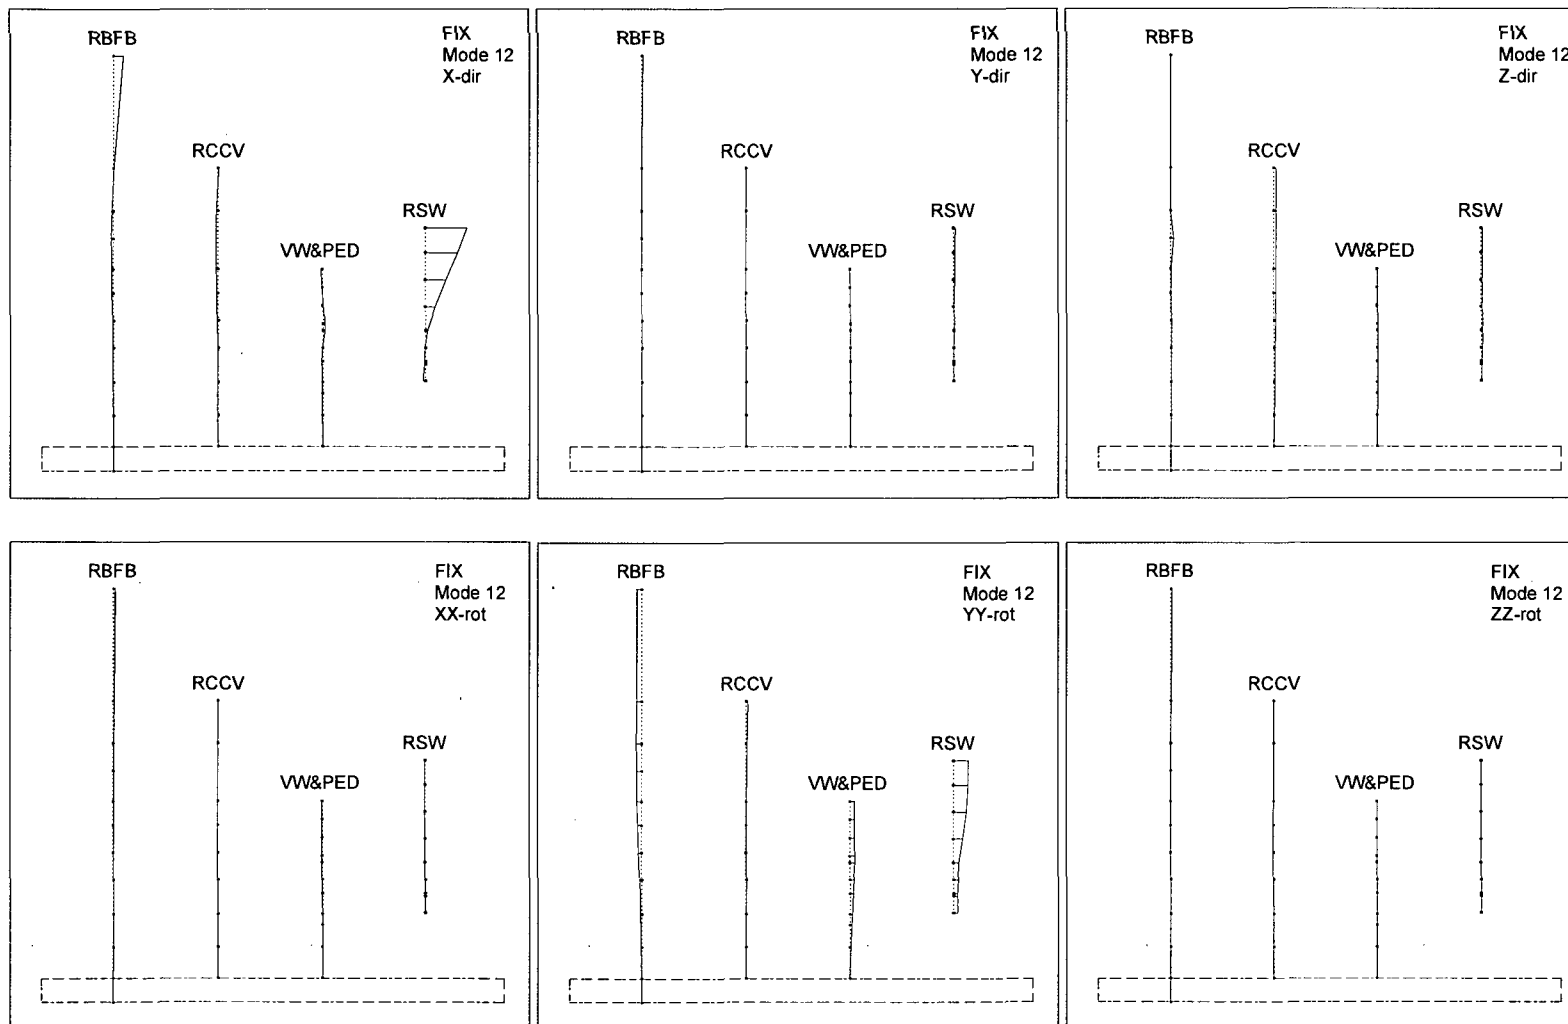 RBFB
FIX
Mode 12
X-dir
RCCV
RSW
VW&PED
RBFB
FIX
Mode 12
Y-dir
RCCV
RSW
VW&PED
RBFB
FIX
Mode 12
Z-dir
RCCV
RSW
VW&PED
RBFB
FIX
Mode 12
XX-rot
RCCV
RSW
VW&PED
RBFB
FIX
Mode 12
YY-rot
RCCV
RSW
VW&PED
RBFB
FIX
Mode 12
ZZ-rot
RCCV
RSW
VW&PED